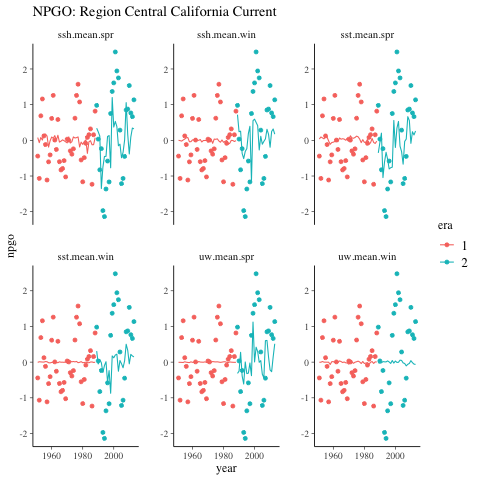 NPGO: Region Central California Current
ssh.mean.spr ssh.mean.win sst.mean.spr
2
1
0
-1
-2
sst.mean.win uw.mean.spr uw.mean.win
2
1
0
-1
-2
1960 1980 2000 1960 1980 2000 1960 1980 2000
year
npgo
era
1
2